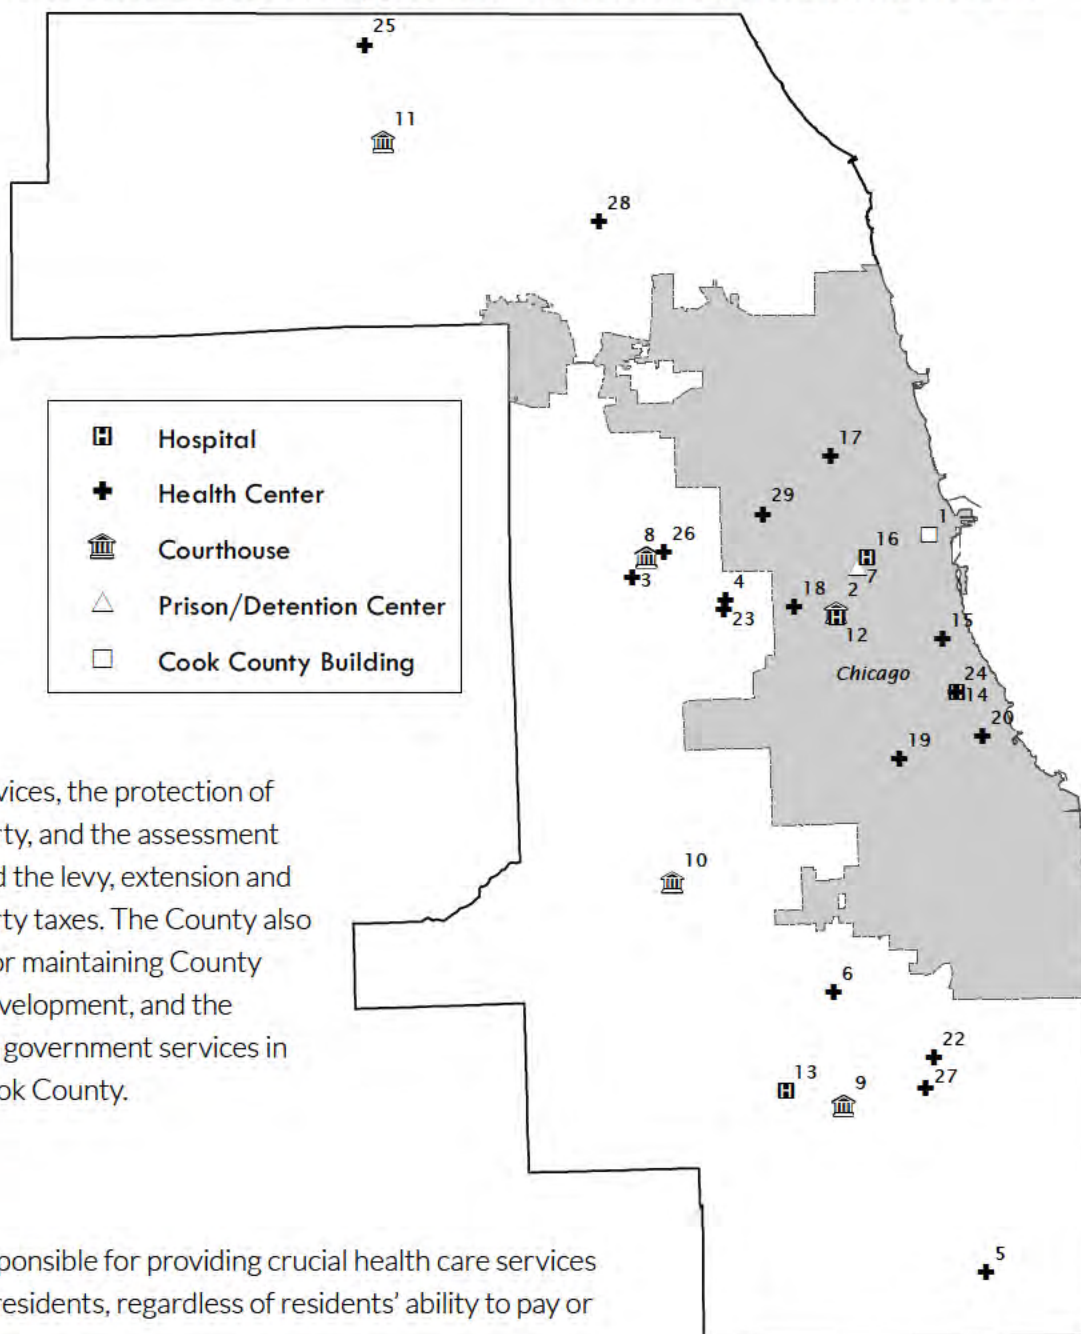 25
11
28
17
29
1
8
26
16
3
7
4
18
2
23
12
15
Chicago
24
14
20
19
10
6
22
13
9
27
5
Hospital
Health Center
Courthouse
Prison/Detention Center
Cook County Building
vices, the protection of
rty, and the assessment
d the levy, extension and
rty taxes. The County also
or maintaining County
velopment, and the
government services in
ok County.
ponsible for providing crucial health care services
residents, regardless of residents' ability to pay or